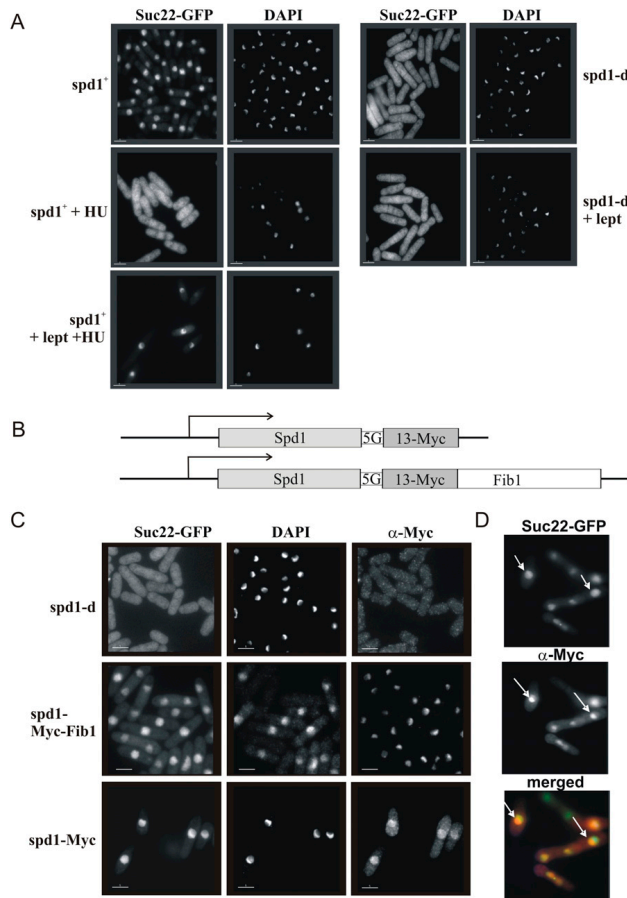 A
Suc22-GFP DAPI
spd1+
spd1+ + HU
spd1+
+ lept +HU
Suc22-GFP DAPI
spd1-d
spd1-d
+ lept
B
Spd1 5G 13-Myc
Spd1 5G 13-Myc Fib1
C
Suc22-GFP DAPI α-Myc
spd1-d
spd1-
Myc-Fib1
spd1-Myc
D
Suc22-GFP
α-Myc
merged